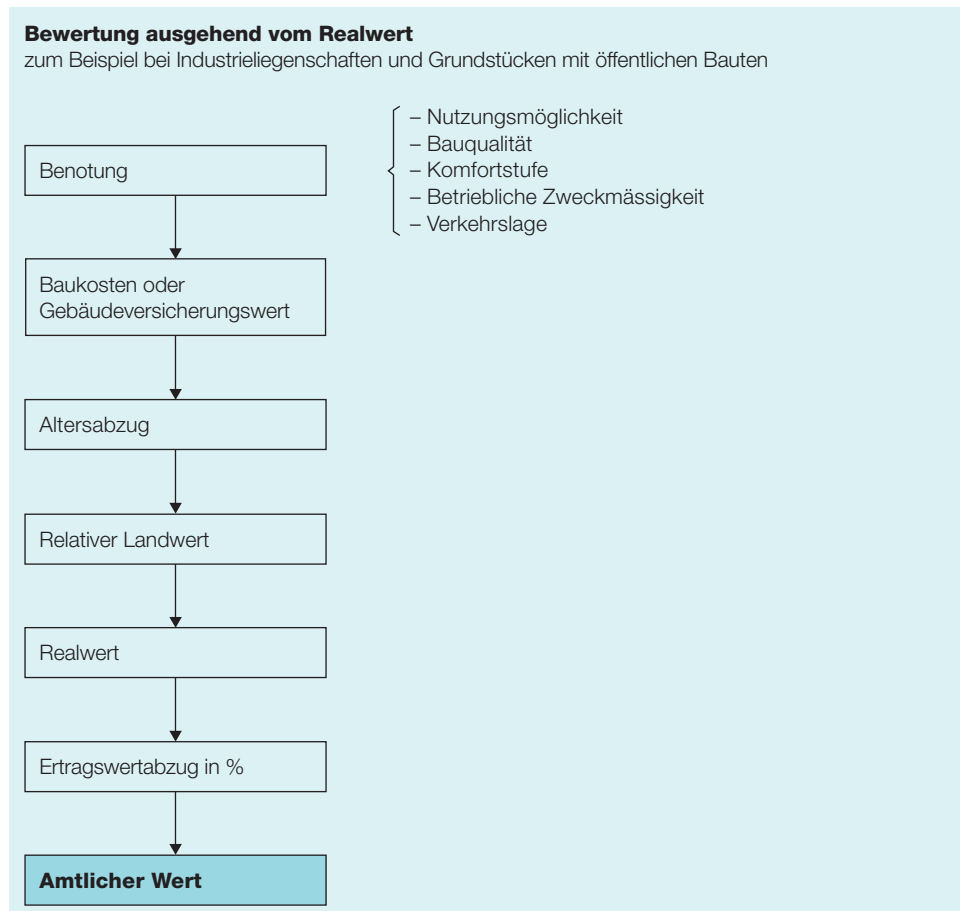 Bewertung ausgehend vom Realwert
zum Beispiel bei Industrieliegenschaften und Grundstücken mit öffentlichen Bauten
Benotung
– Nutzungsmöglichkeit
– Bauqualität
– Komfortstufe
– Betriebliche Zweckmässigkeit
– Verkehrslage
Baukosten oder
Gebäudeversicherungswert
Altersabzug
Relativer Landwert
Realwert
Ertragswertabzug in %
Amtlicher Wert